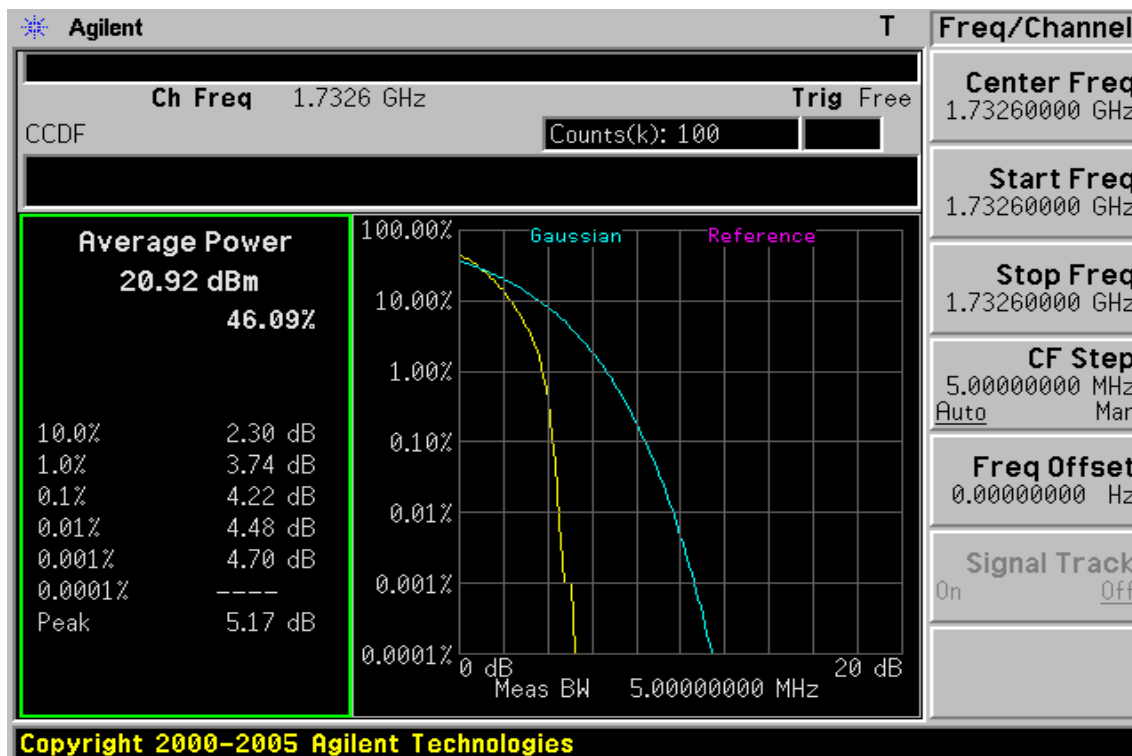 Agilent T
Ch Freq 1.7326 GHz Trig Free
CCDF Counts(k): 100
Average Power
20.92 dBm
46.09%
10.0% 2.30 dB
1.0% 3.74 dB
0.1% 4.22 dB
0.01% 4.48 dB
0.001% 4.70 dB
0.0001% ----
Peak 5.17 dB
Gaussian Reference
100.00%
10.00%
1.00%
0.10%
0.01%
0.001%
0.0001%
0 dB 20 dB
Meas BW 5.00000000 MHz
Freq/Channel
Center Freq
1.73260000 GHz
Start Freq
1.73260000 GHz
Stop Freq
1.73260000 GHz
CF Step
5.00000000 MHz
Auto Man
Freq Offset
0.00000000 Hz
Signal Track
On Off
Copyright 2000-2005 Agilent Technologies